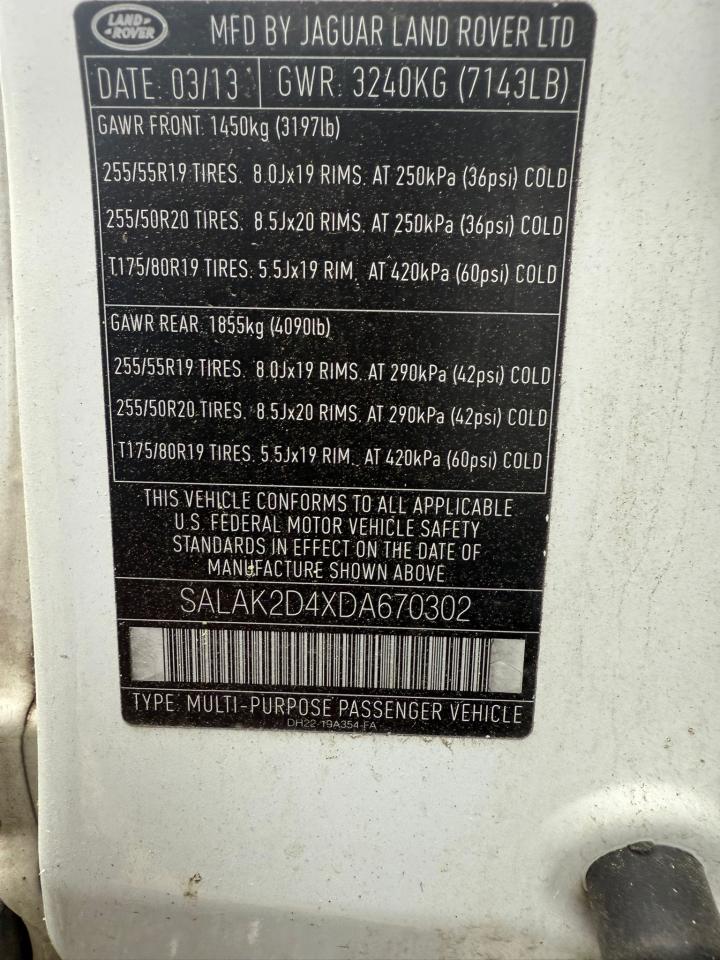 LAND ROVER
MFD BY JAGUAR LAND ROVER LTD
DATE: 03/13 GWR: 3240KG (7143LB)
GAWR FRONT. 1450kg (3197lb)
255/55R19 TIRES. 8.0Jx19 RIMS. AT 250kPa (36psi) COLD
255/50R20 TIRES. 8.5Jx20 RIMS. AT 250kPa (36psi) COLD
T175/80R19 TIRES. 5.5Jx19 RIM. AT 420kPa (60psi) COLD
GAWR REAR. 1855kg (4090lb)
255/55R19 TIRES. 8.0Jx19 RIMS. AT 290kPa (42psi) COLD
255/50R20 TIRES. 8.5Jx20 RIMS. AT 290kPa (42psi) COLD
T175/80R19 TIRES. 5.5Jx19 RIM. AT 420kPa (60psi) COLD
THIS VEHICLE CONFORMS TO ALL APPLICABLE
U.S. FEDERAL MOTOR VEHICLE SAFETY
STANDARDS IN EFFECT ON THE DATE OF
MANUFACTURE SHOWN ABOVE
SALAK2D4XDA670302
TYPE: MULTI-PURPOSE PASSENGER VEHICLE
DH22-19A354-FA